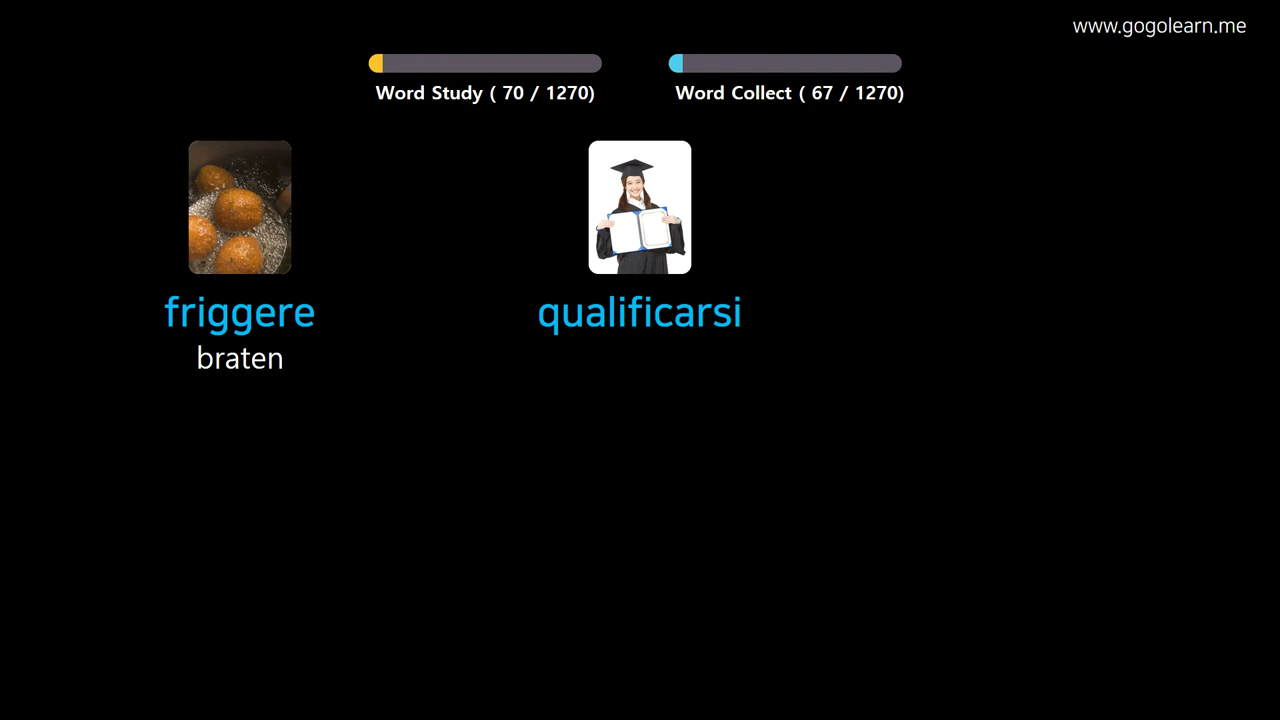 www.gogolearn.me
Word Study ( 70 / 1270)
Word Collect ( 67 / 1270)
friggere
braten
qualificarsi